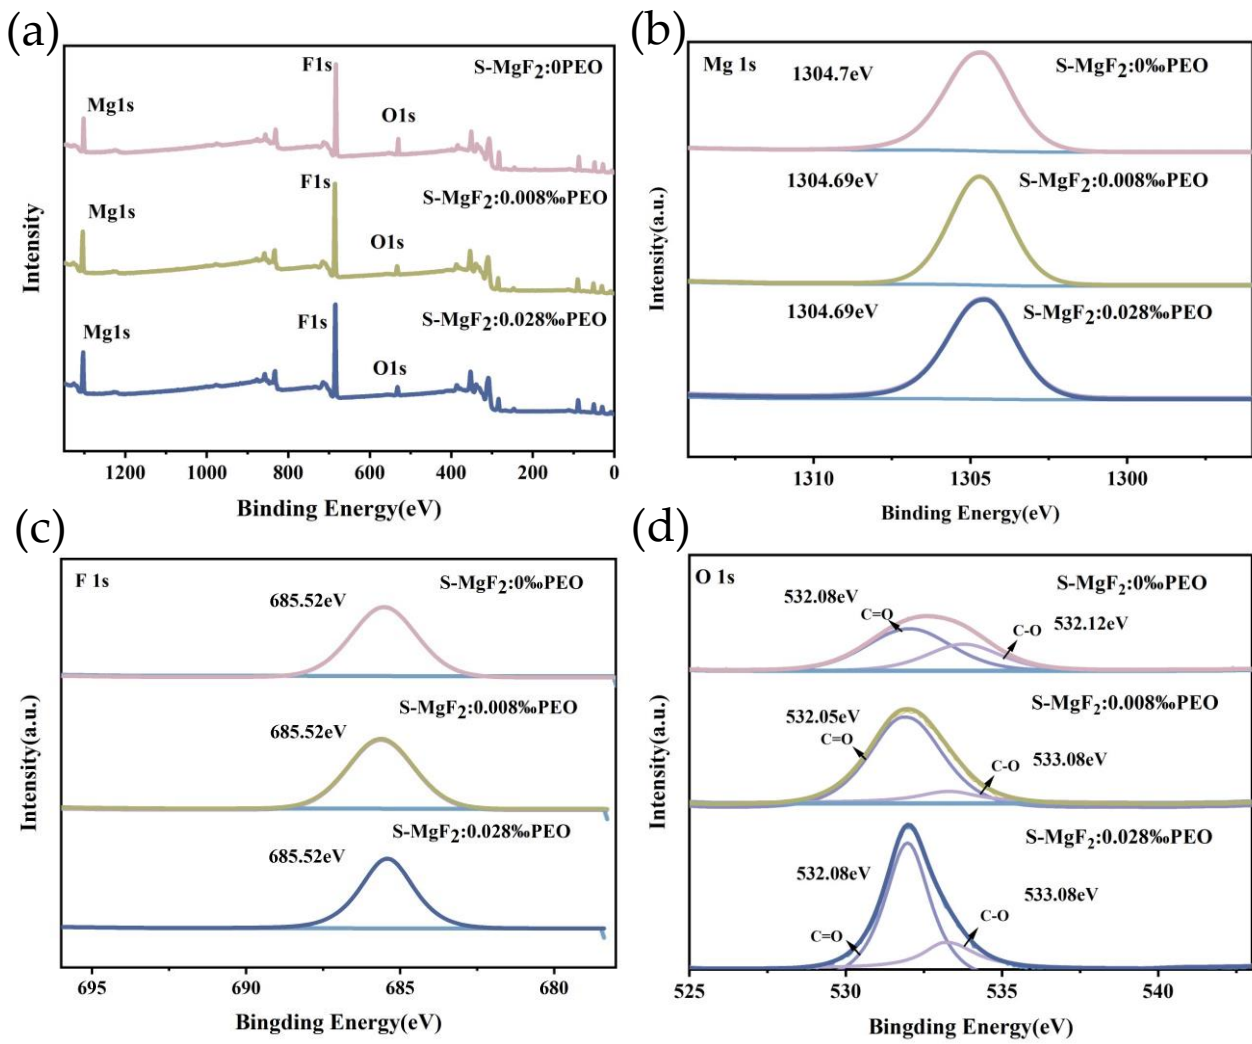 (a)
S-MgF2:0PEO
F1s
Mg1s
O1s
F1s
S-MgF2:0.008‰PEO
Mg1s
O1s
S-MgF2:0.028‰PEO
F1s
Mg1s
O1s
Intensity
1200 1000 800 600 400 200 0
Binding Energy(eV)
(b)
Mg 1s
1304.7eV
S-MgF2:0‰PEO
1304.69eV
S-MgF2:0.008‰PEO
1304.69eV
S-MgF2:0.028‰PEO
Intensity(a.u.)
1310 1305 1300
Binding Energy(eV)
(c)
F 1s
S-MgF2:0‰PEO
685.52eV
S-MgF2:0.008‰PEO
685.52eV
S-MgF2:0.028‰PEO
685.52eV
Intensity(a.u.)
695 690 685 680
Bingding Energy(eV)
(d)
O 1s
S-MgF2:0‰PEO
532.08eV
C=O
C-O
532.12eV
S-MgF2:0.008‰PEO
532.05eV
C=O
C-O
533.08eV
S-MgF2:0.028‰PEO
532.08eV
533.08eV
C=O
C-O
Intensity(a.u.)
525 530 535 540
Bingding Energy(eV)